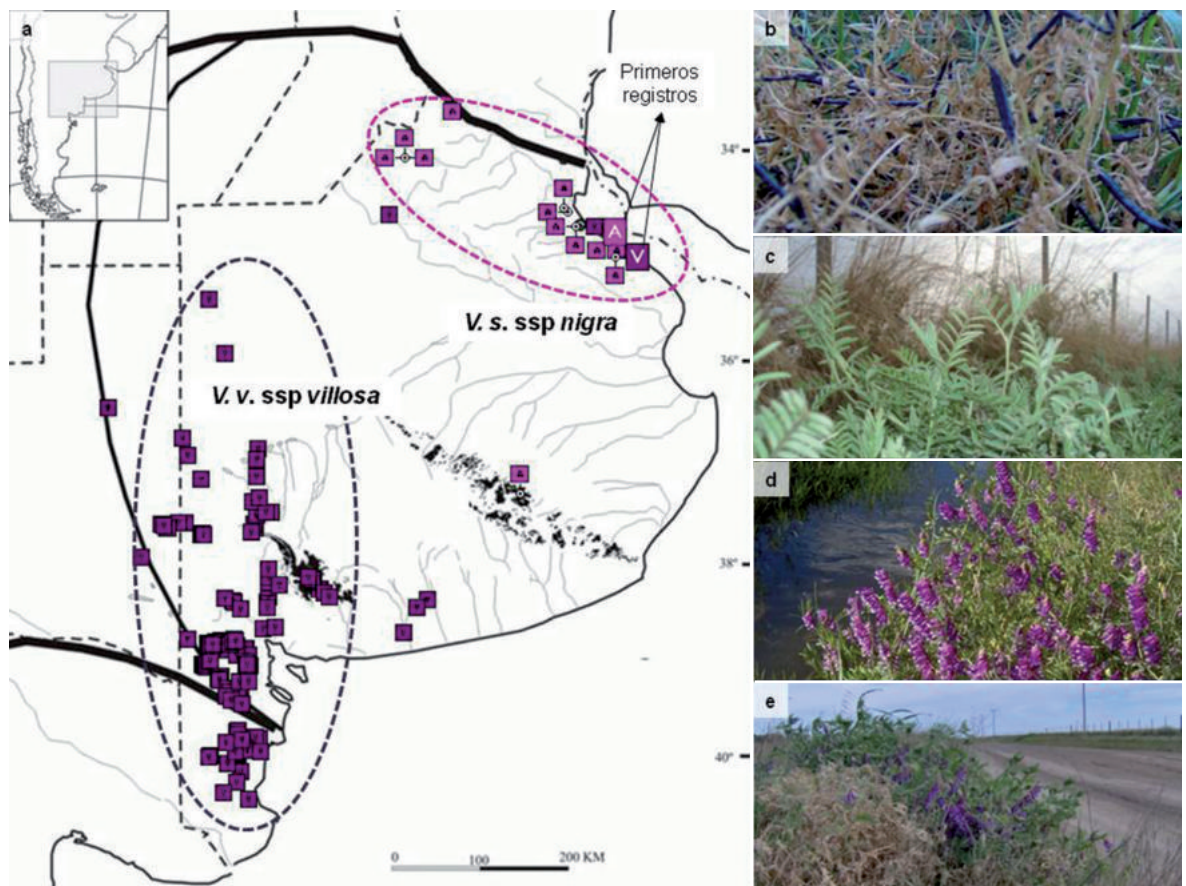 a
Primeros
registros
34°
V. s. ssp nigra
36°
V. v. ssp villosa
38°
40°
0 100 200 KM
b
c
d
e